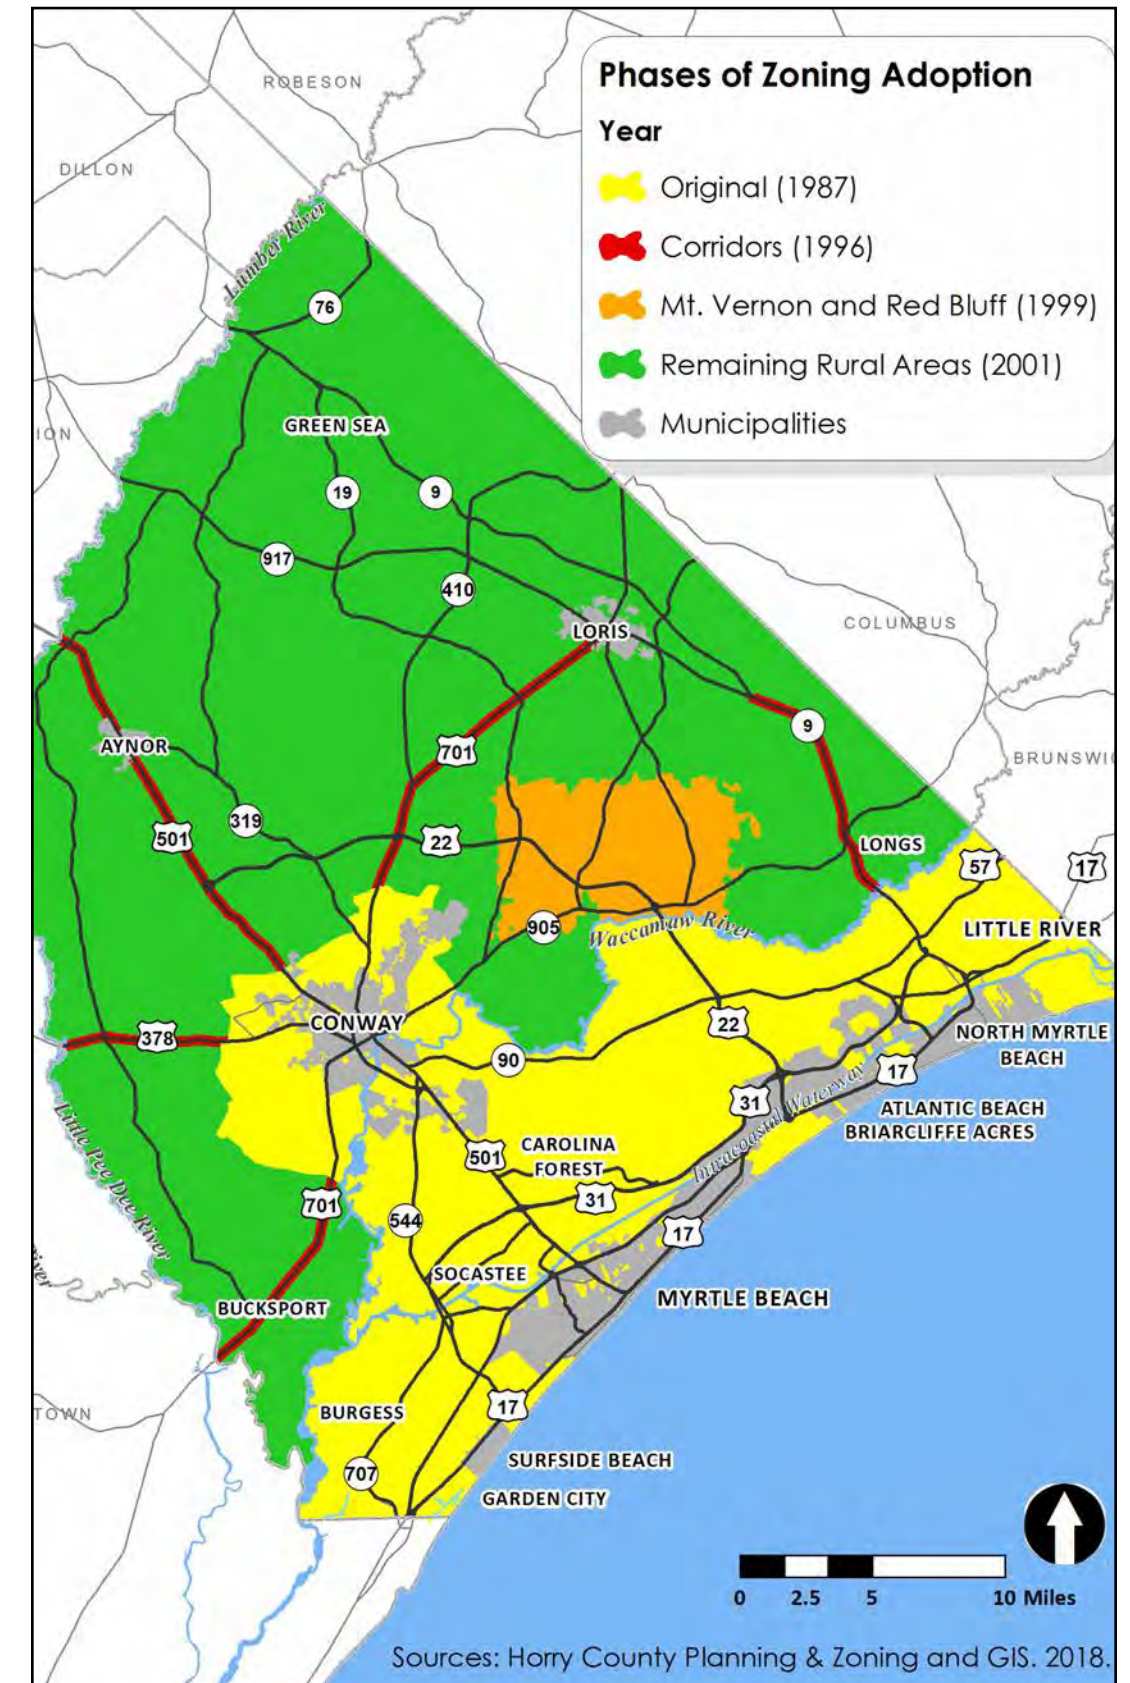 Phases of Zoning Adoption
Year
Original (1987)
Corridors (1996)
Mt. Vernon and Red Bluff (1999)
Remaining Rural Areas (2001)
Municipalities
ROBESON
DILLON
Lumber River
76
ION
GREEN SEA
19
9
917
410
COLUMBUS
LORIS
9
AYNOR
701
BRUNSWI
319
501
22
LONGS
57
17
905
Waccamaw River
LITTLE RIVER
CONWAY
378
22
NORTH MYRTLE
BEACH
90
17
31
Intracoastal Waterway
ATLANTIC BEACH
BRIARCLIFFE ACRES
Little Pee Dee River
501
CAROLINA
FOREST
31
701
544
17
River
SOCASTEE
BUCKSPORT
MYRTLE BEACH
TOWN
BURGESS
17
707
SURFSIDE BEACH
GARDEN CITY
0 2.5 5 10 Miles
Sources: Horry County Planning & Zoning and GIS. 2018.